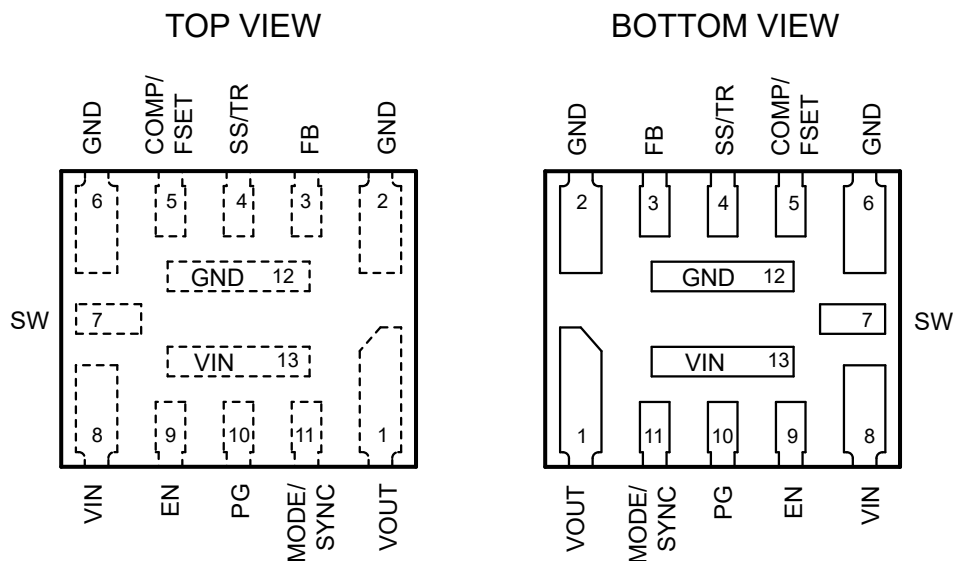 TOP VIEW
GND
COMP/
FSET
SS/TR
FB
GND
6
5
4
3
2
GND 12
SW
7
VIN 13
8
9
10
11
1
VIN
EN
PG
MODE/
SYNC
VOUT
BOTTOM VIEW
GND
FB
SS/TR
COMP/
FSET
GND
2
3
4
5
6
GND 12
7
SW
VIN 13
1
11
10
9
8
VOUT
MODE/
SYNC
PG
EN
VIN